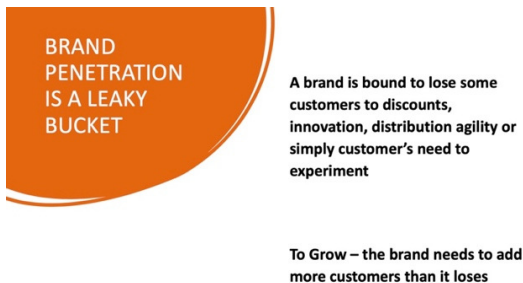 BRAND
PENETRATION
IS A LEAKY
BUCKET
A brand is bound to lose some
customers to discounts,
innovation, distribution agility or
simply customer’s need to
experiment
To Grow – the brand needs to add
more customers than it loses